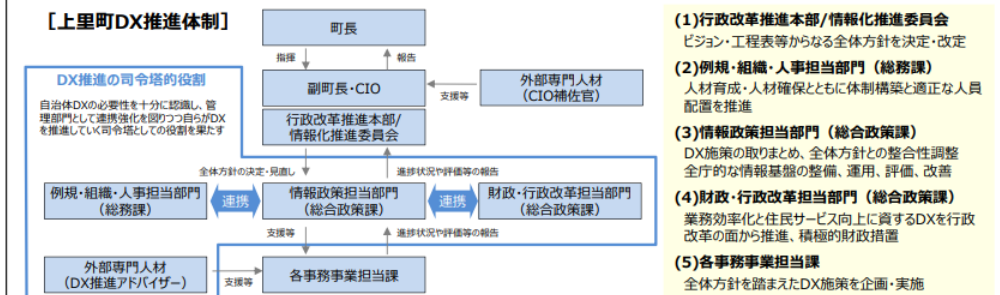 [上里町DX推進体制]
町長
指揮
報告
DX推進の司令塔的役割
自治体DXの必要性を十分に認識し、管
理部門として連携強化を図りつつ自らがDX
を推進していく司令塔としての役割を果たす
副町長・CIO
支援等
外部専門人材
(CIO補佐官)
行政改革推進本部/
情報化推進委員会
全体方針の決定・見直し
進捗状況や評価等の報告
例規・組織・人事担当部門
(総務課)
連携
情報政策担当部門
(総合政策課)
連携
財政・行政改革担当部門
(総合政策課)
支援等
進捗状況や評価等の報告
外部専門人材
(DX推進アドバイザー)
支援等
各事務事業担当課
(1)行政改革推進本部/情報化推進委員会
ビジョン・工程表等からなる全体方針を決定・改定
(2)例規・組織・人事担当部門(総務課)
人材育成・人材確保とともに体制構築と適正な人員
配置を推進
(3)情報政策担当部門(総合政策課)
DX施策の取りまとめ、全体方針との整合性調整
全庁的な情報基盤の整備、運用、評価、改善
(4)財政・行政改革担当部門(総合政策課)
業務効率化と住民サービス向上に資するDXを行政
改革の面から推進、積極的財政措置
(5)各事務事業担当課
全体方針を踏まえたDX施策を企画・実施